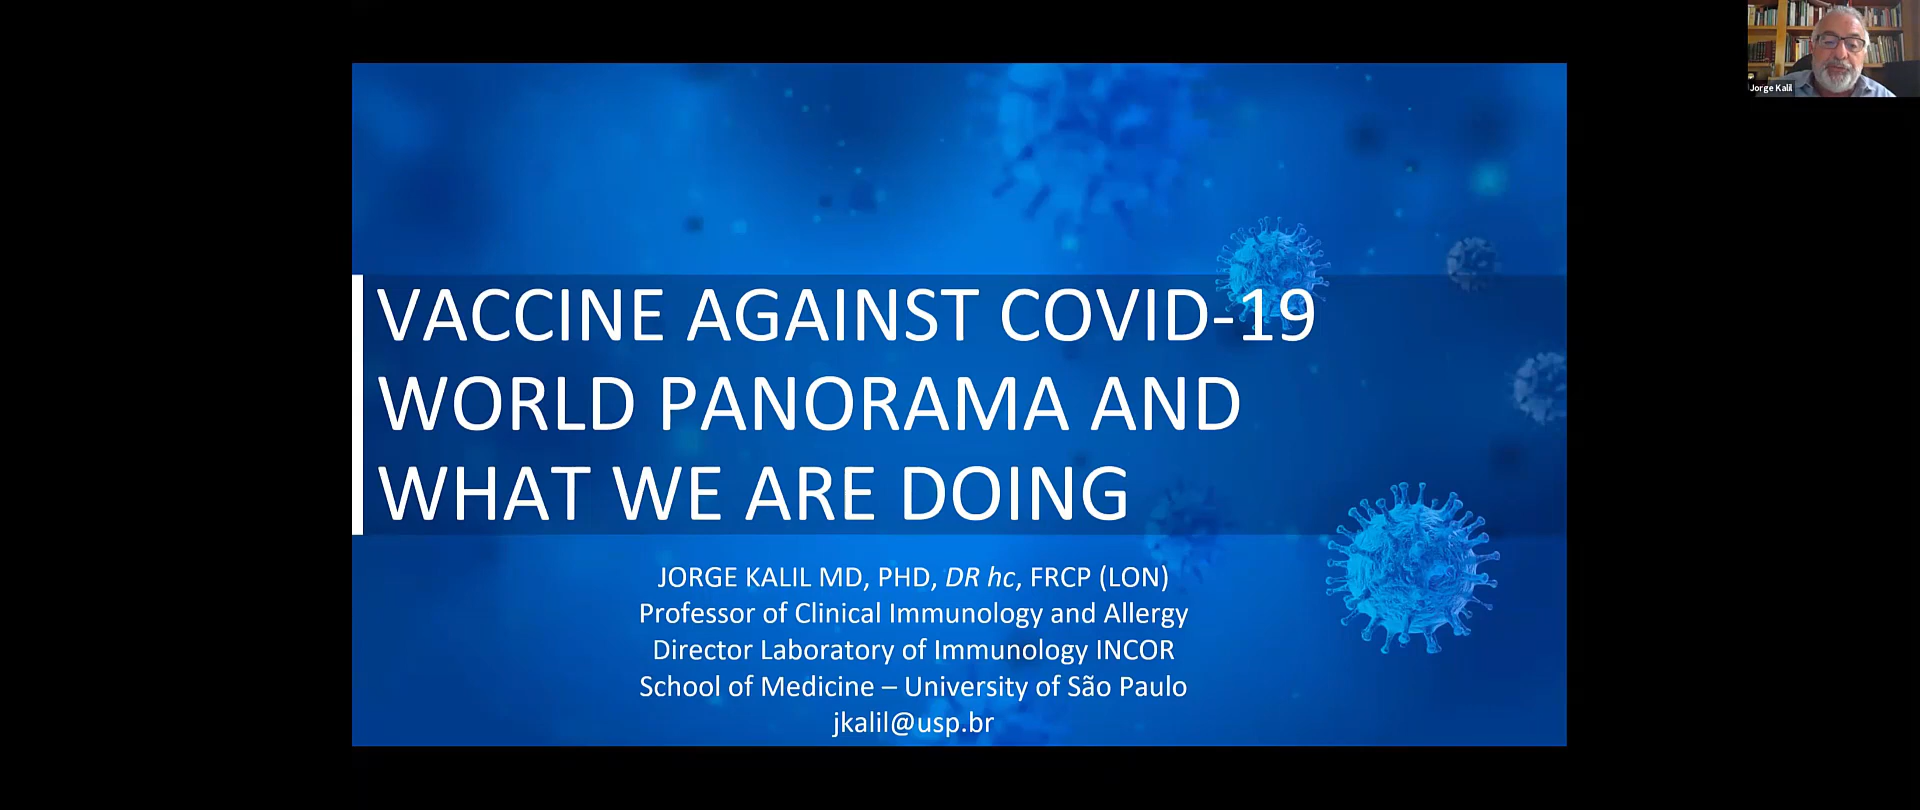 VACCINE AGAINST COVID-19
WORLD PANORAMA AND
WHAT WE ARE DOING
JORGE KALIL MD, PHD, DR hc, FRCP (LON)
Professor of Clinical Immunology and Allergy
Director Laboratory of Immunology INCOR
School of Medicine – University of São Paulo
jkalil@usp.br
Jorge Kalil